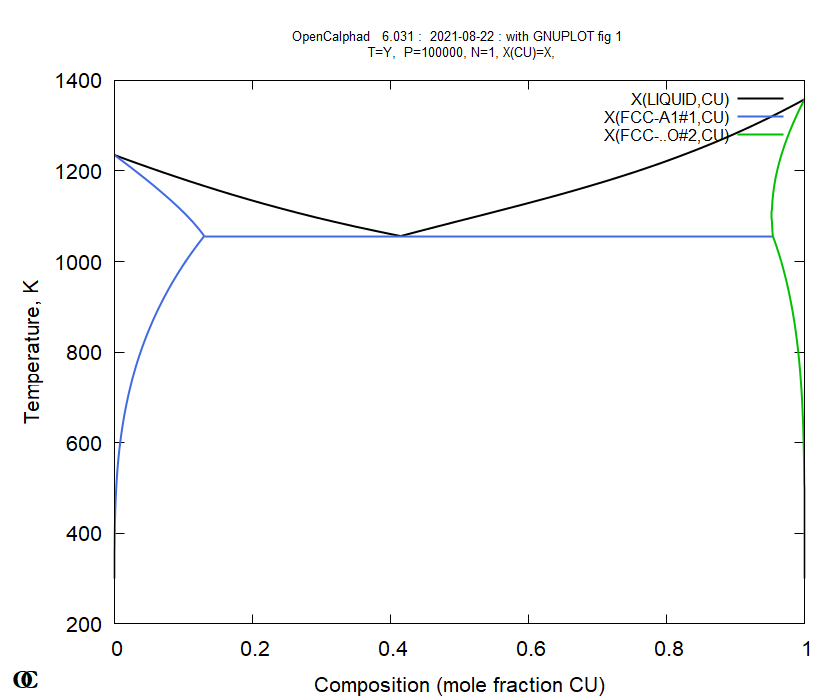 OpenCalphad 6.031 : 2021-08-22 : with GNUPLOT fig 1
T=Y, P=100000, N=1, X(CU)=X,
1400
X(LIQUID,CU)
X(FCC-A1#1,CU)
X(FCC-..O#2,CU)
1200
1000
800
600
400
200
Temperature, K
0
0.2
0.4
0.6
0.8
1
Composition (mole fraction CU)
OC